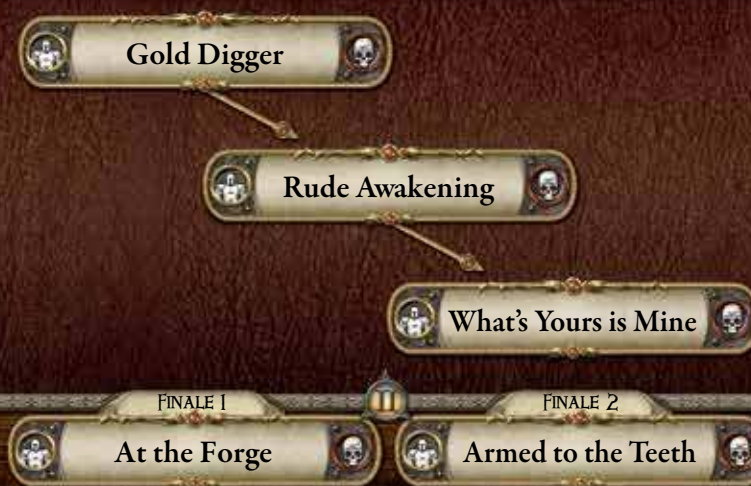 Gold Digger
Rude Awakening
What's Yours is Mine
Finale 1
II
Finale 2
At the Forge
Armed to the Teeth